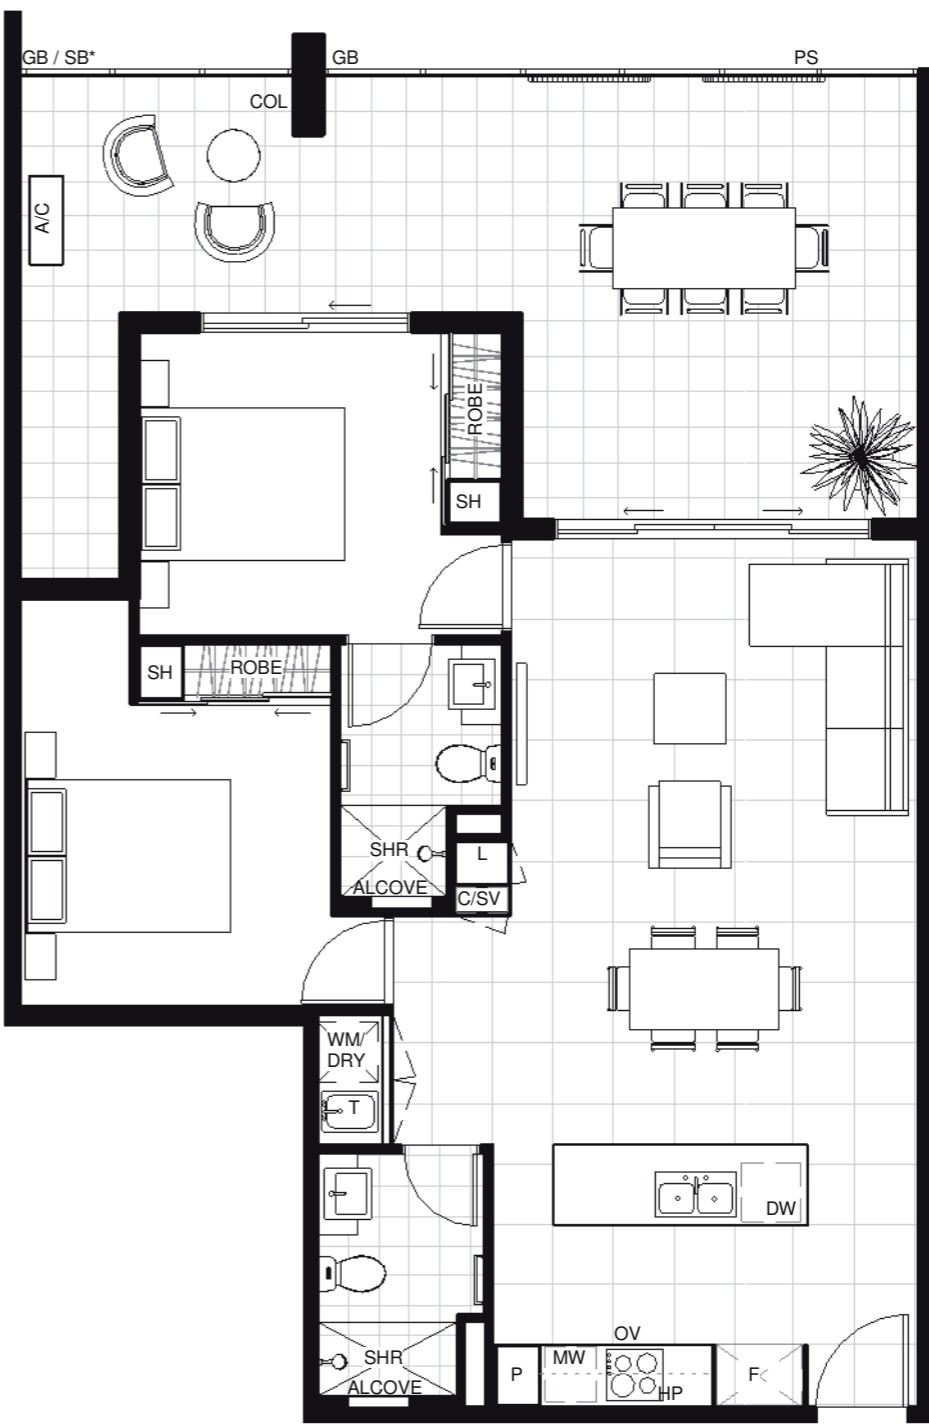 GB / SB*
GB
PS
COL
A/C
ROBE
SH
SH
ROBE
SHR
ALCOVE
L
C/SV
WM/
DRY
T
DW
SHR
ALCOVE
P
MW
OV
HP
F